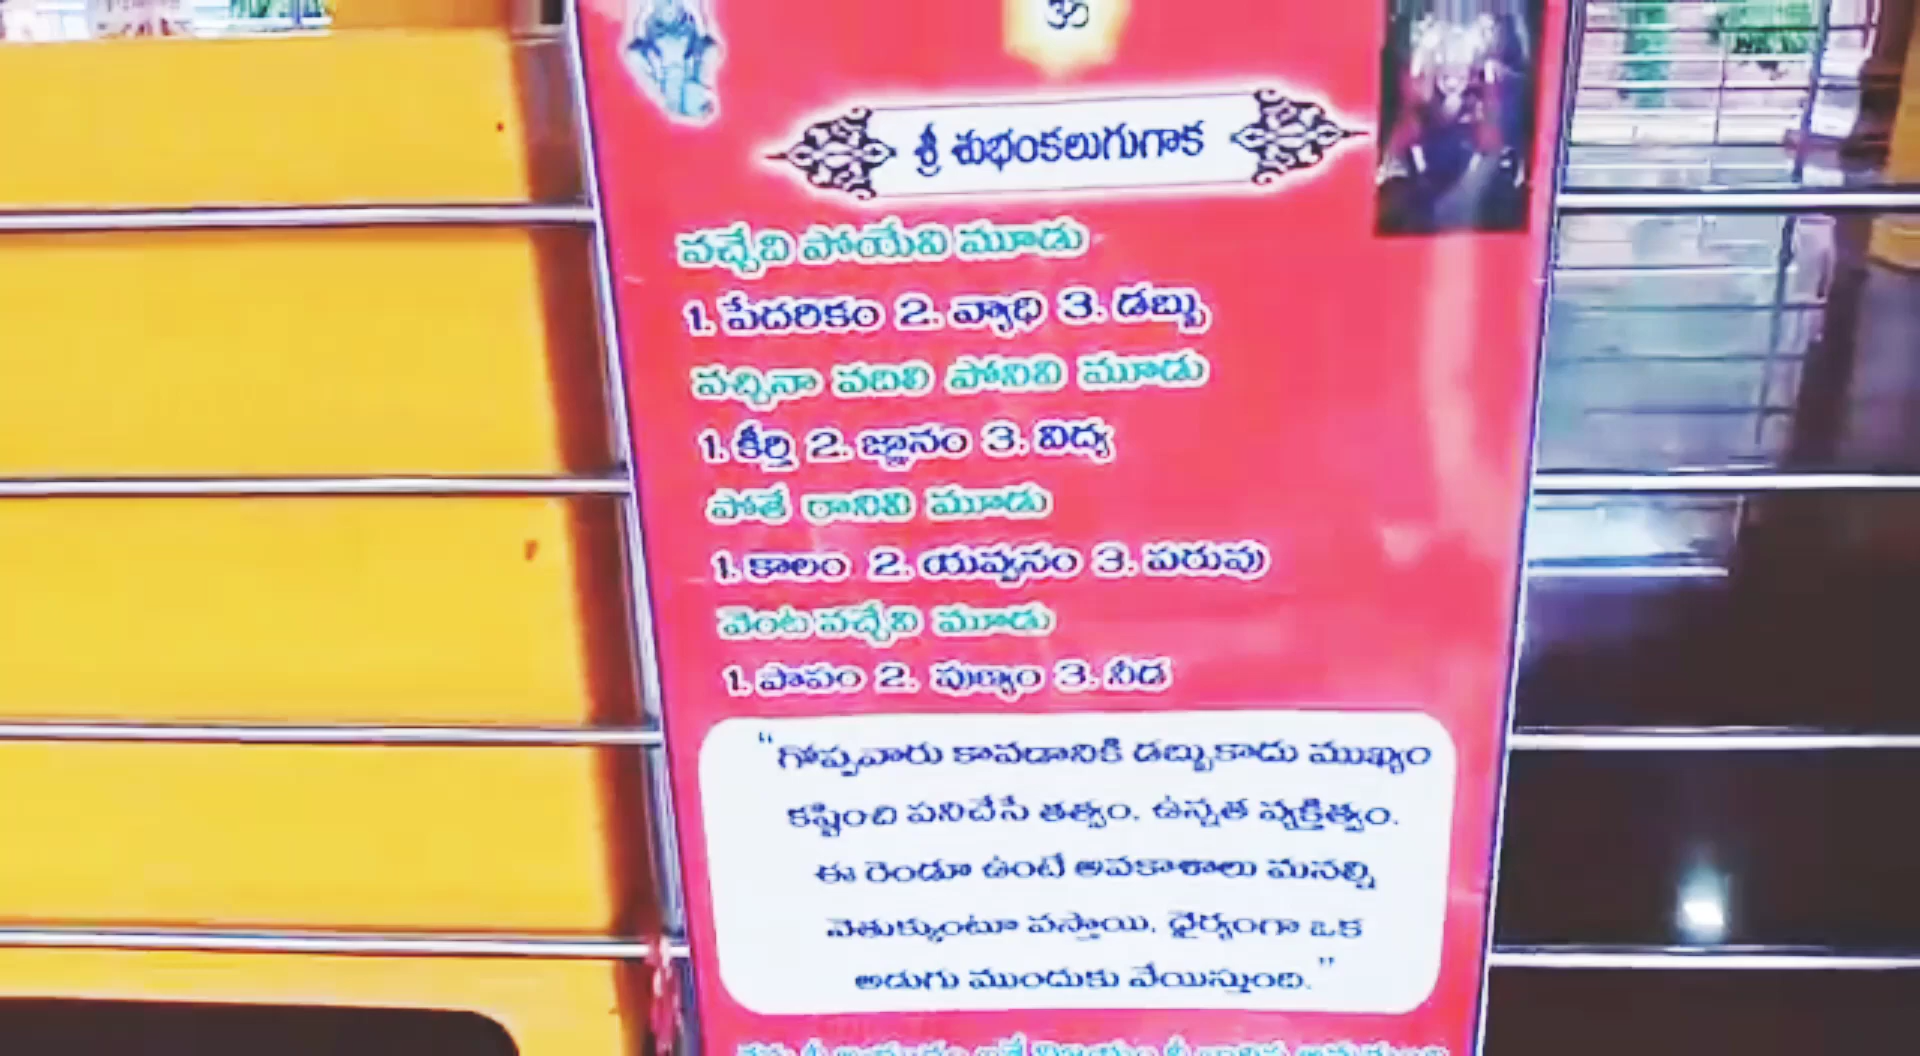 ॐ
శ్రీ శుభంకలుగుగాక
వచ్చేవి పోయేవి మూడు
1. పేదరికం 2. వ్యాధి 3. డబ్బు
వచ్చినా వదిలి పోనివి మూడు
1. కీర్తి 2. జ్ఞానం 3. విద్య
పోతే రానివి మూడు
1. కాలం 2. యవ్వనం 3. పరువు
వెంట వచ్చేవి మూడు
1. పాపం 2. పుణ్యం 3. నీడ
“గోప్పవారు కావడానికి డబ్బుకాదు ముఖ్యం
కష్టించి పనిచేసే తత్వం. ఉన్నత వ్యక్తిత్వం.
ఈ రెండూ ఉంటే అవకాశాలు మనల్ని
వెతుక్కుంటూ వస్తాయి. ధైర్యంగా ఒక
అడుగు ముందుకు వేయిస్తుంది.”